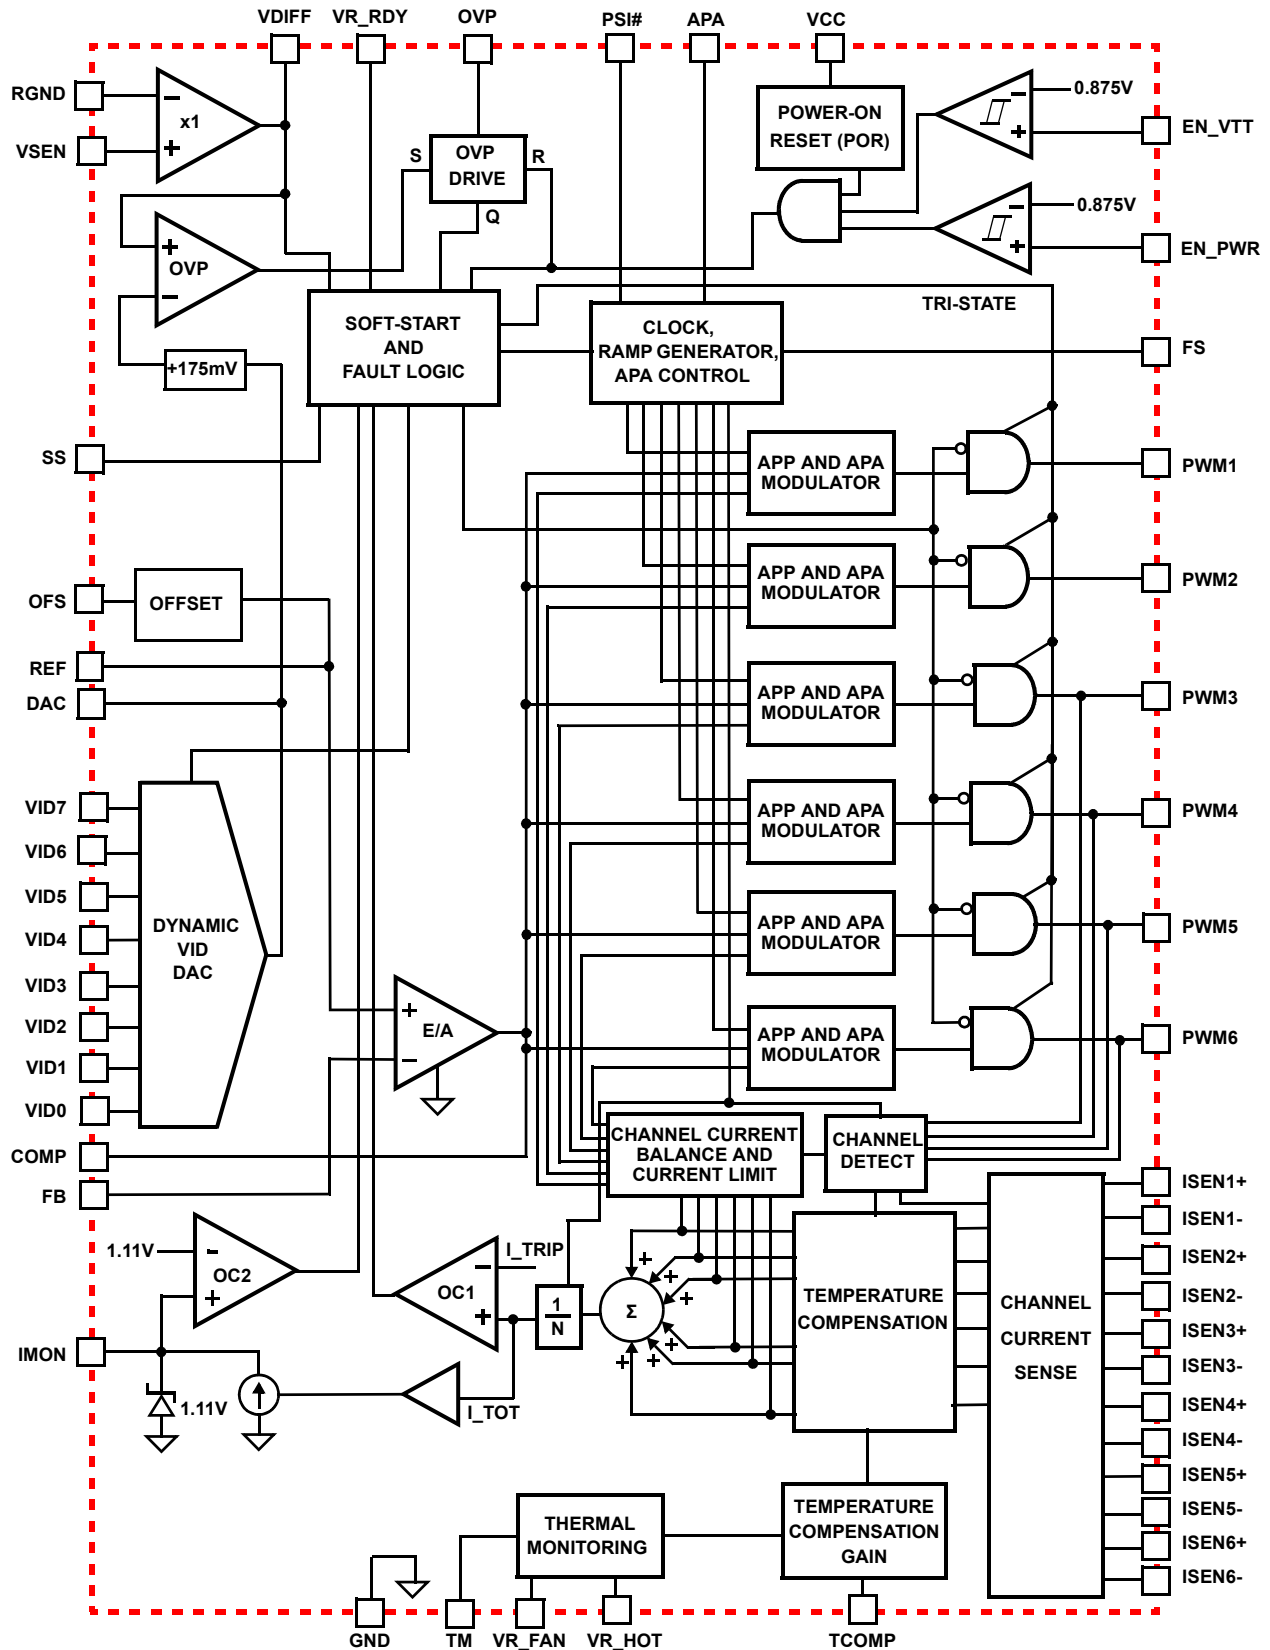 VDIFF
VR_RDY
OVP
PSI#
APA
VCC
RGND
VSEN
−
x1
+
S
OVP
DRIVE
R
Q
POWER-ON
RESET (POR)
−
+
0.875V
EN_VTT
−
+
0.875V
EN_PWR
+
OVP
−
+175mV
SOFT-START
AND
FAULT LOGIC
CLOCK,
RAMP GENERATOR,
APA CONTROL
TRI-STATE
FS
SS
APP AND APA
MODULATOR
PWM1
APP AND APA
MODULATOR
PWM2
OFS
OFFSET
REF
DAC
APP AND APA
MODULATOR
PWM3
APP AND APA
MODULATOR
PWM4
APP AND APA
MODULATOR
PWM5
APP AND APA
MODULATOR
PWM6
VID7
VID6
VID5
VID4
VID3
VID2
VID1
VID0
DYNAMIC
VID
DAC
+
E/A
−
COMP
FB
CHANNEL CURRENT
BALANCE AND
CURRENT LIMIT
CHANNEL
DETECT
1.11V
-
OC2
+
I_TRIP
−
OC1
+
1
N
Σ
+
+
+
+
+
+
TEMPERATURE
COMPENSATION
CHANNEL
CURRENT
SENSE
ISEN1+
ISEN1-
ISEN2+
ISEN2-
ISEN3+
ISEN3-
ISEN4+
ISEN4-
ISEN5+
ISEN5-
ISEN6+
ISEN6-
IMON
1.11V
I_TOT
THERMAL
MONITORING
TEMPERATURE
COMPENSATION
GAIN
GND
TM
VR_FAN
VR_HOT
TCOMP